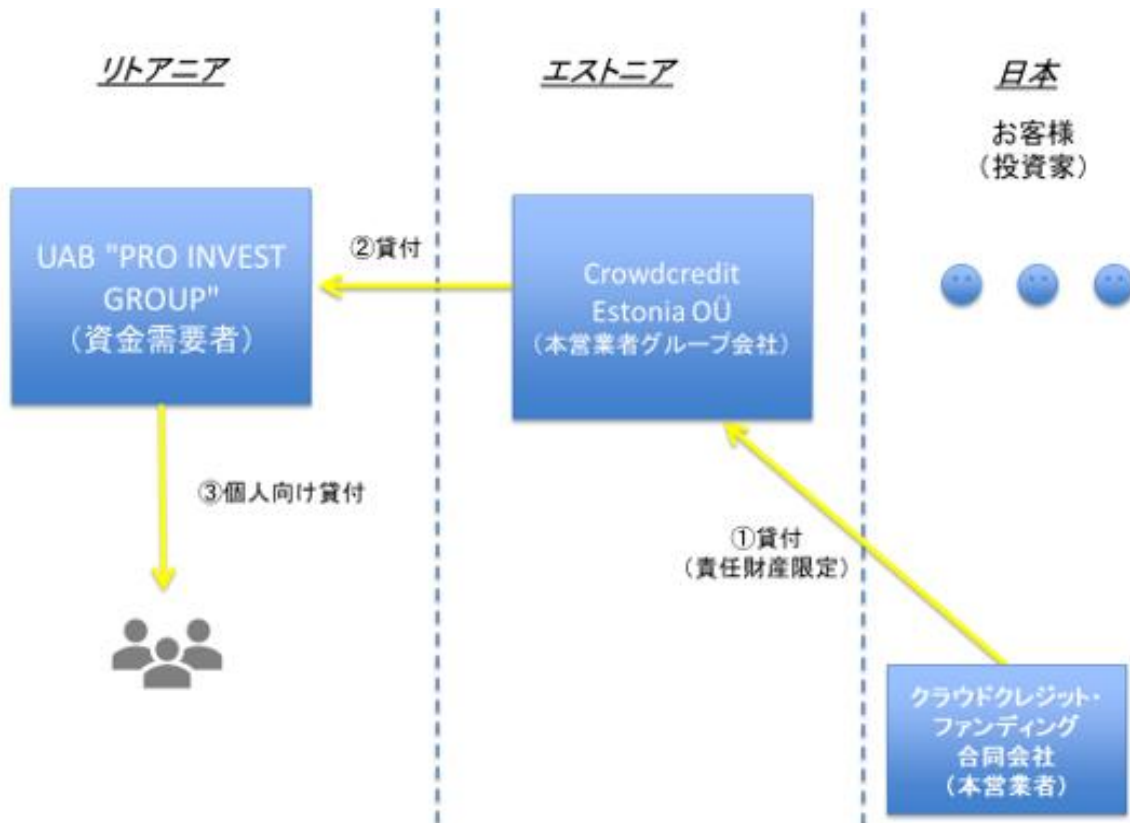 リトアニア
エストニア
日本
お客様
（投資家）
UAB "PRO INVEST
GROUP"
（資金需要者）
②貸付
Crowdcredit
Estonia OÜ
（本営業者グループ会社）
③個人向け貸付
①貸付
（責任財産限定）
クラウドクレジット・
ファンディング
合同会社
（本営業者）